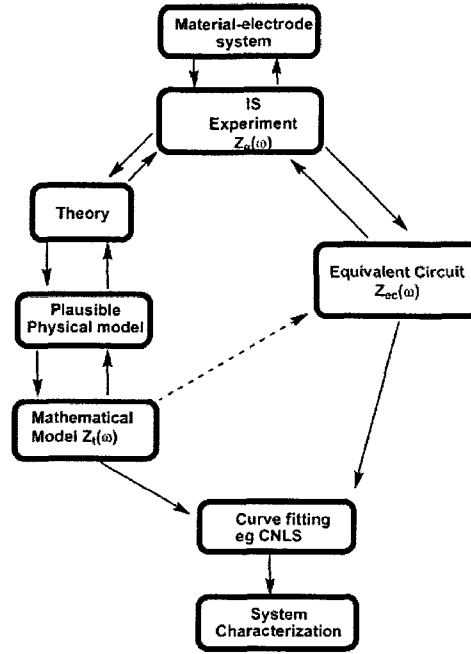 Material-electrode
system
IS
Experiment
Zα(ω)
Theory
Equivalent Circuit
Zec(ω)
Plausible
Physical model
Mathematical
Model Zt(ω)
Curve fitting
eg CNLS
System
Characterization